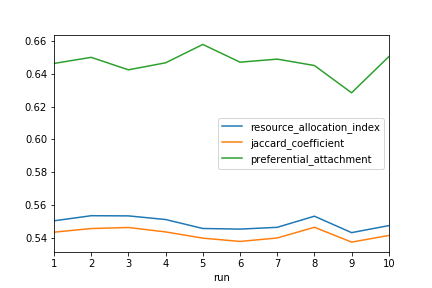 0.66
0.64
0.62
0.60
0.58
0.56
0.54
resource_allocation_index
jaccard_coefficient
preferential_attachment
1 2 3 4 5 6 7 8 9 10
run